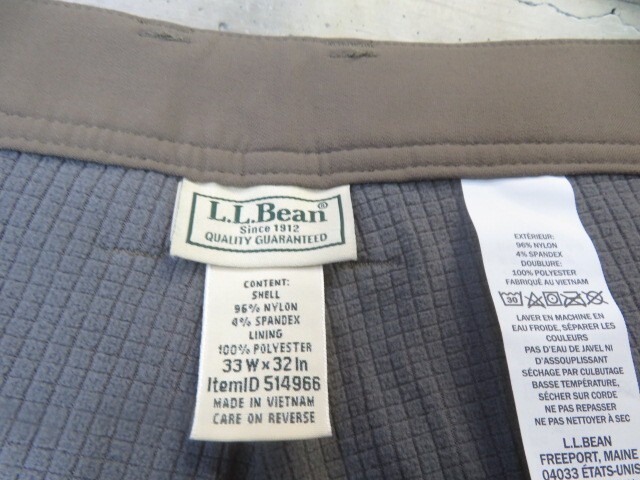 L.L.Bean®
Since 1912
QUALITY GUARANTEED
CONTENT:
SHELL
96% NYLON
4% SPANDEX
LINING
100% POLYESTER
33 W x 32 In
ItemID 514966
MADE IN VIETNAM
CARE ON REVERSE
EXTÉRIEUR:
96% NYLON
4% SPANDEX
DOUBLURE:
100% POLYESTER
FABRIQUÉ AU VIETNAM
30
LAVER EN MACHINE EN
EAU FROIDE, SÉPARER LES
COULEURS
PAS D'EAU DE JAVEL NI
D'ASSOUPLISSANT
SÉCHAGE PAR CULBUTAGE
BASSE TEMPÉRATURE,
SÉCHER SUR CORDE
NE PAS REPASSER
NE PAS NETTOYER À SEC
L.L.BEAN
FREEPORT, MAINE
04033 ÉTATS-UNIS